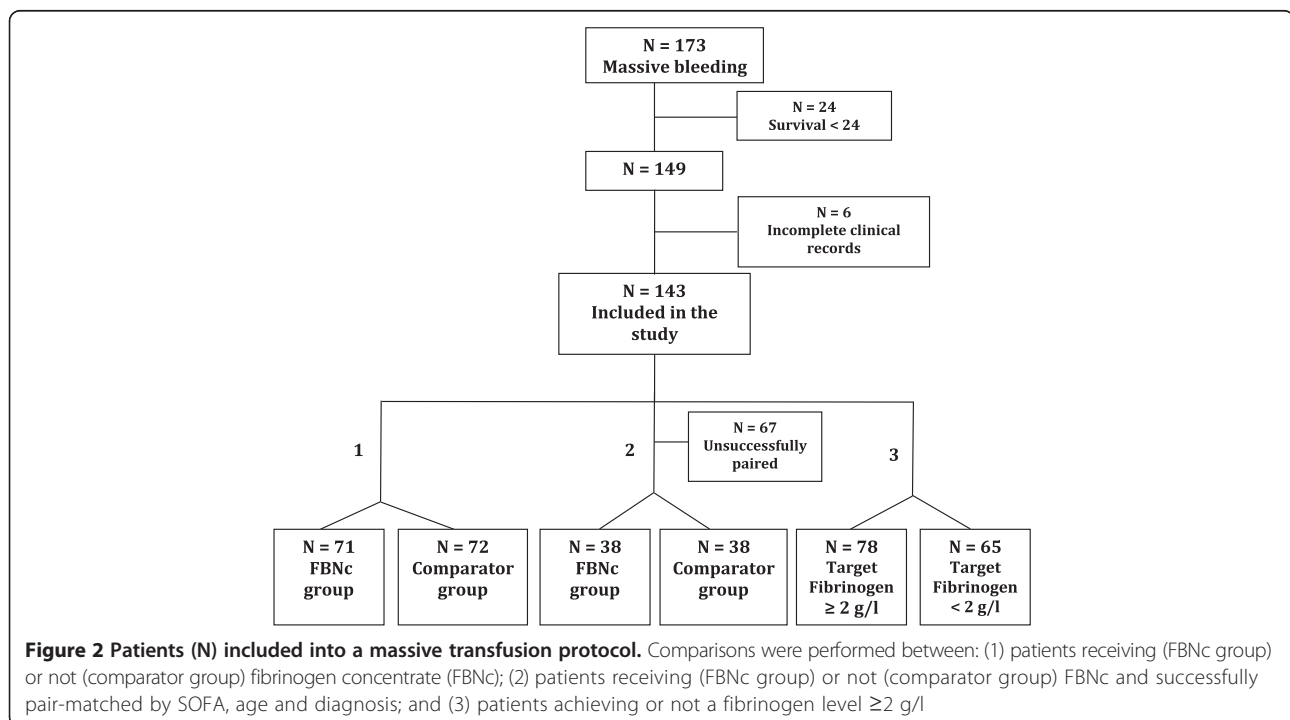 N = 173
Massive bleeding
N = 24
Survival < 24
N = 149
N = 6
Incomplete clinical
records
N = 143
Included in the
study
N = 67
Unsuccessfully
paired
1
2
3
N = 71
FBNc
group
N = 72
Comparator
group
N = 38
FBNc
group
N = 38
Comparator
group
N = 78
Target
Fibrinogen
≥ 2 g/l
N = 65
Target
Fibrinogen
< 2 g/l
Figure 2 Patients (N) included into a massive transfusion protocol. Comparisons were performed between: (1) patients receiving (FBNc group)
or not (comparator group) fibrinogen concentrate (FBNc); (2) patients receiving (FBNc group) or not (comparator group) FBNc and successfully
pair-matched by SOFA, age and diagnosis; and (3) patients achieving or not a fibrinogen level ≥2 g/l